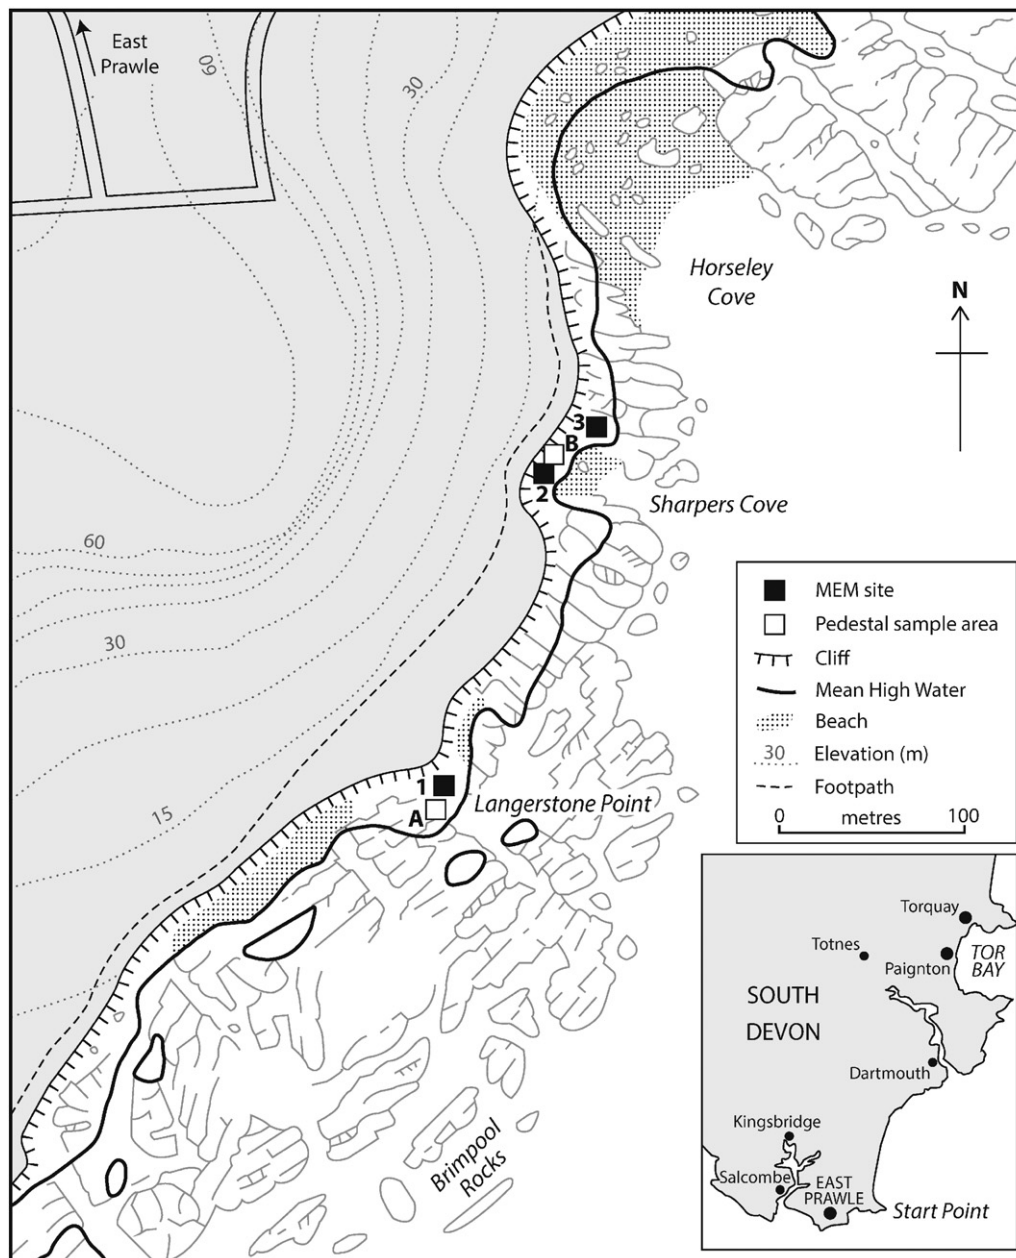 East
Prawle
60
30
Horseley
Cove
N
3
B
2
Sharpers Cove
60
30
15
1
A
Langerstone Point
Brimpool
Rocks
MEM site
Pedestal sample area
Cliff
Mean High Water
Beach
30 Elevation (m)
Footpath
0 metres 100
Torquay
Totnes
TOR
BAY
Paignton
SOUTH
DEVON
Dartmouth
Kingsbridge
Salcombe
EAST
PRAWLE
Start Point